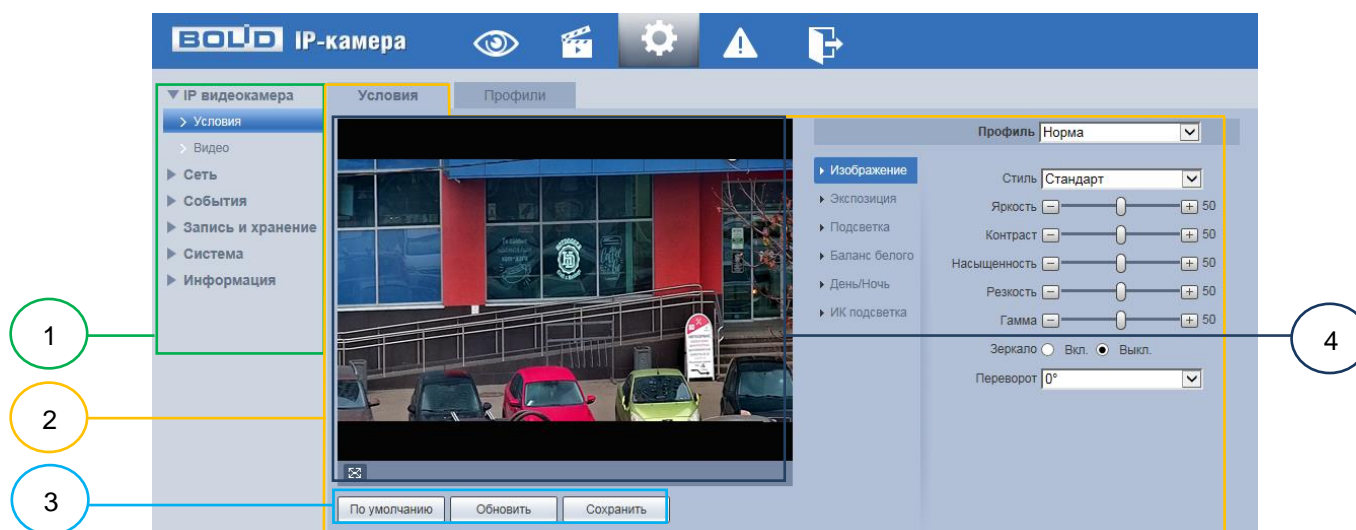 BOLID IP-камера
IP видеокамера
Условия
Видео
Сеть
События
Запись и хранение
Система
Информация
Условия
Профили
Профиль Норма
Изображение
Экспозиция
Подсветка
Баланс белого
День/Ночь
ИК подсветка
Стиль Стандарт
Яркость 50
Контраст 50
Насыщенность 50
Резкость 50
Гамма 50
Зеркало Вкл. Выкл.
Переворот 0°
По умолчанию
Обновить
Сохранить
1
2
3
4